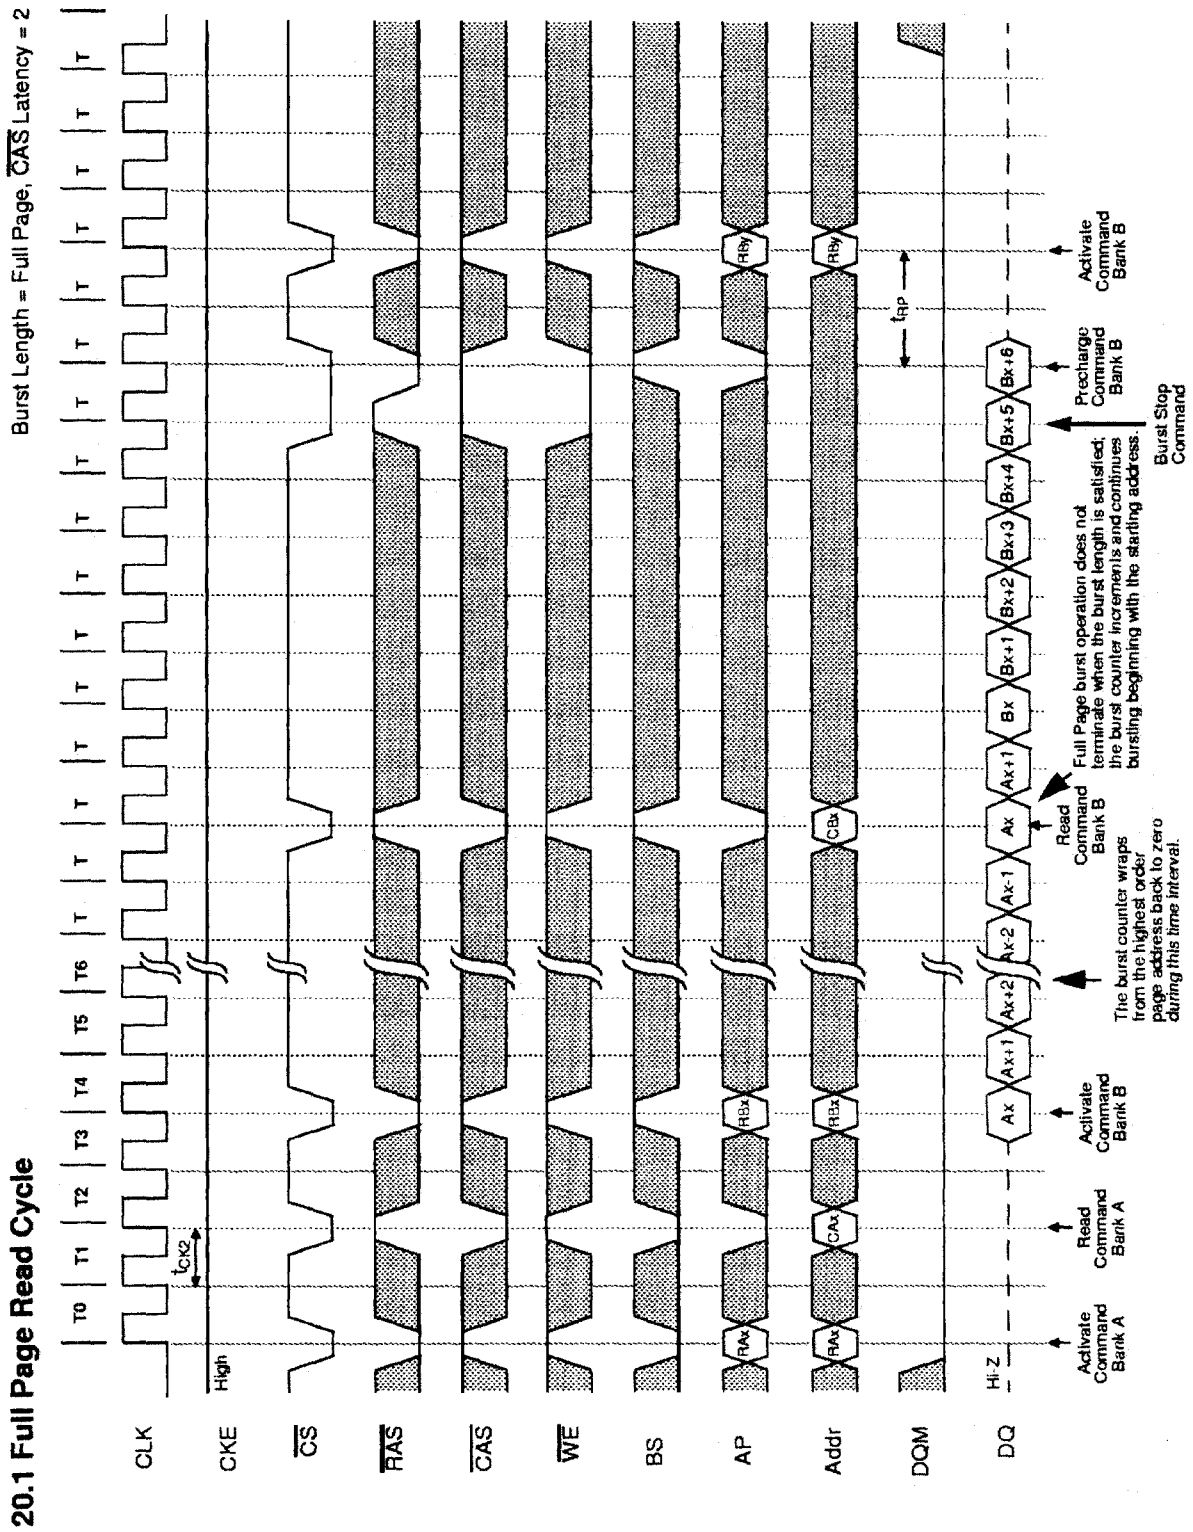 20.1 Full Page Read Cycle
Burst Length = Full Page, CAS Latency = 2
T0 T1 T2 T3 T4 T5 T6 T T T T T T T T T T T T T T T T
CLK
tCK2
CKE
High
CS
RAS
CAS
WE
BS
AP
RAx RBx RBy
Addr
RAx CAx RBx CBx RBy
DQM
tRP
DQ
Hi-Z
Ax Ax+1 Ax+2 Ax-2 Ax-1 Ax Ax+1 Bx Bx+1 Bx+2 Bx+3 Bx+4 Bx+5 Bx+6
Activate
Command
Bank A
Read
Command
Bank A
Activate
Command
Bank B
The burst counter wraps
from the highest order
page address back to zero
during this time interval.
Read
Command
Bank B
Full Page burst operation does not
terminate when the burst length is satisfied;
the burst counter increments and continues
bursting beginning with the starting address.
Burst Stop
Command
Precharge
Command
Bank B
Activate
Command
Bank B